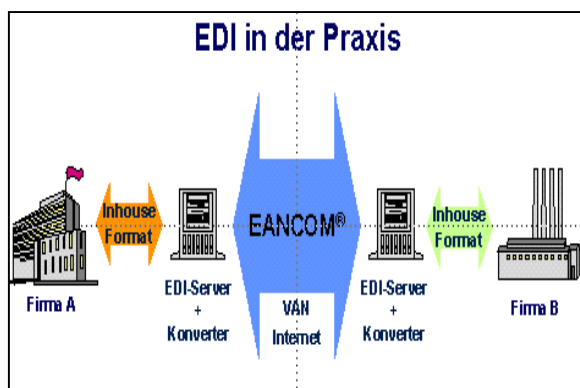 EDI in der Praxis
Inhouse
Format
EANCOM®
Inhouse
Format
Firma A
EDI-Server
+
Konverter
VAN
Internet
EDI-Server
+
Konverter
Firma B